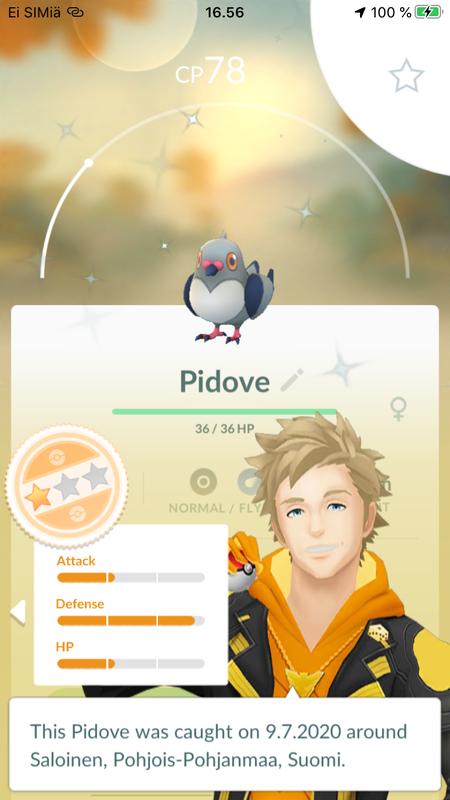 Ei SIMiä
16.56
100 %
CP78
Pidove
36 / 36 HP
NORMAL / FLY
Attack
Defense
HP
This Pidove was caught on 9.7.2020 around
Saloinen, Pohjois-Pohjanmaa, Suomi.